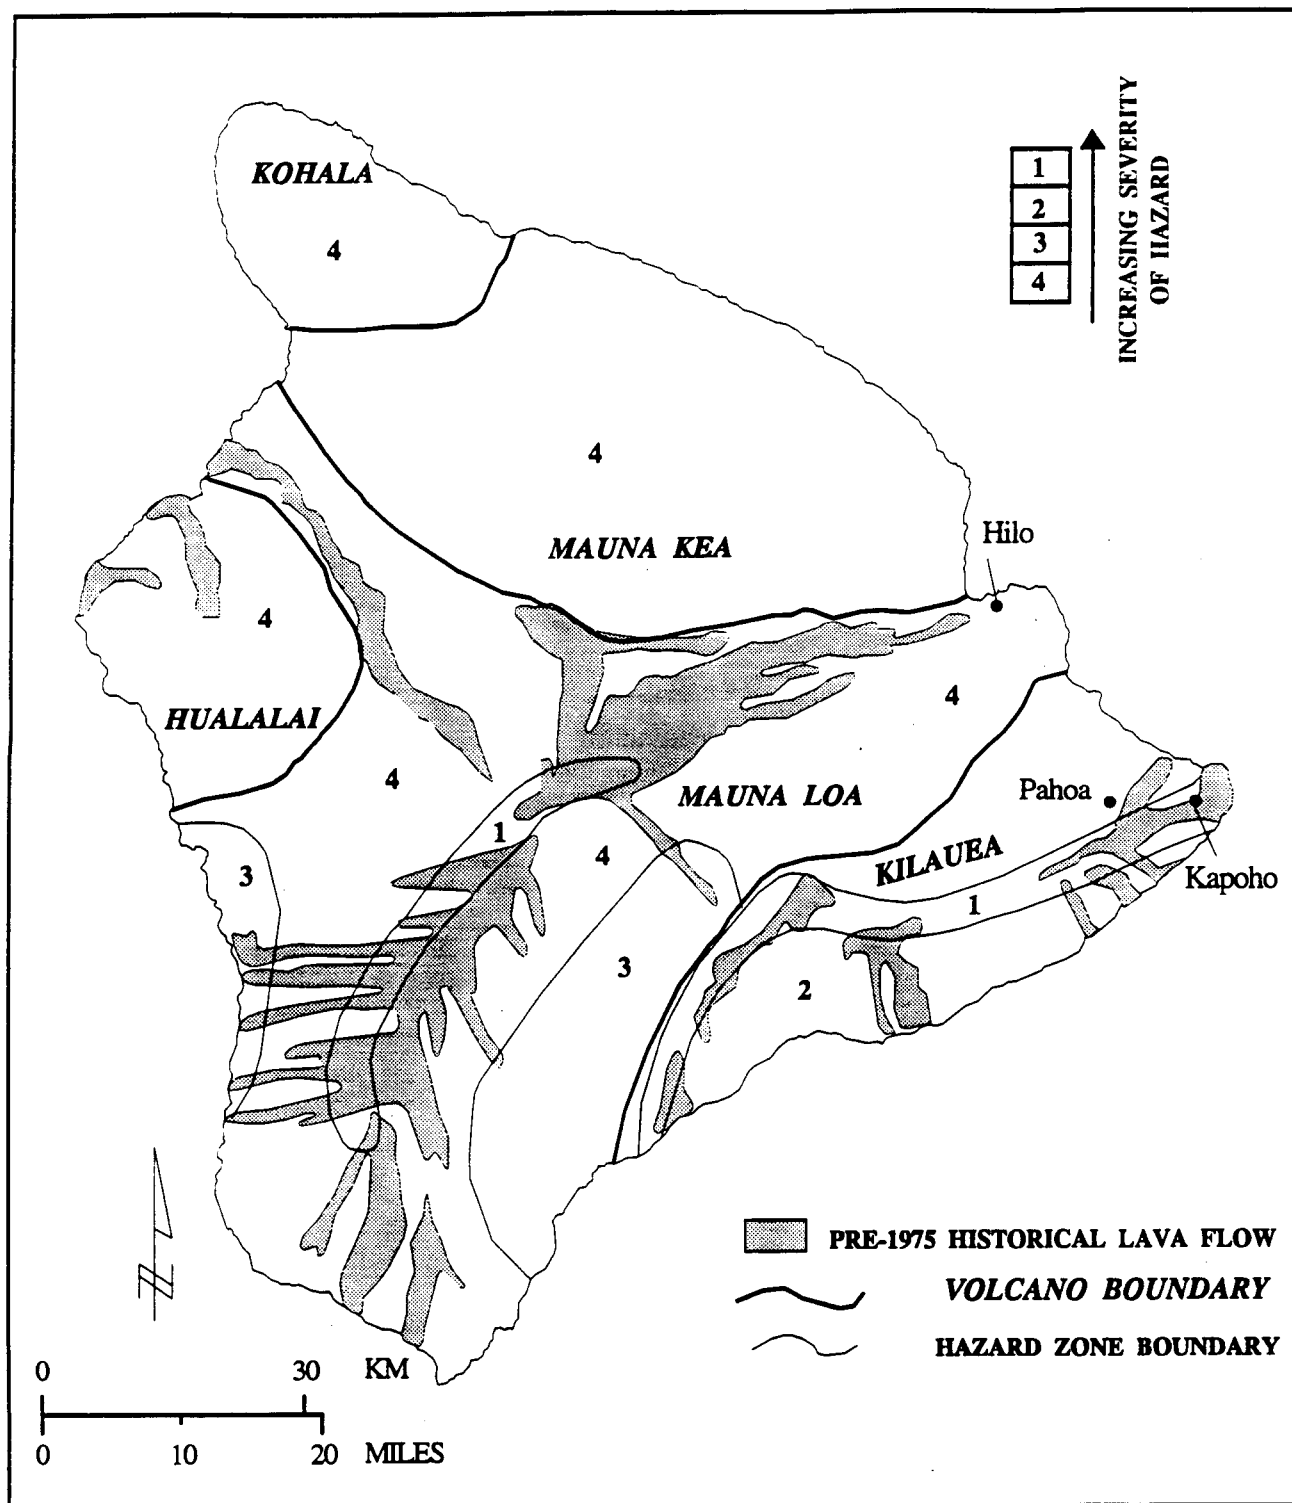 KOHALA
4
1
2
3
4
INCREASING SEVERITY
OF HAZARD
4
MAUNA KEA
Hilo
4
HUALALAI
4
4
MAUNA LOA
Pahoa
1
4
KILAUEA
Kapoho
3
1
3
2
PRE-1975 HISTORICAL LAVA FLOW
VOLCANO BOUNDARY
HAZARD ZONE BOUNDARY
0 30 KM
0 10 20 MILES